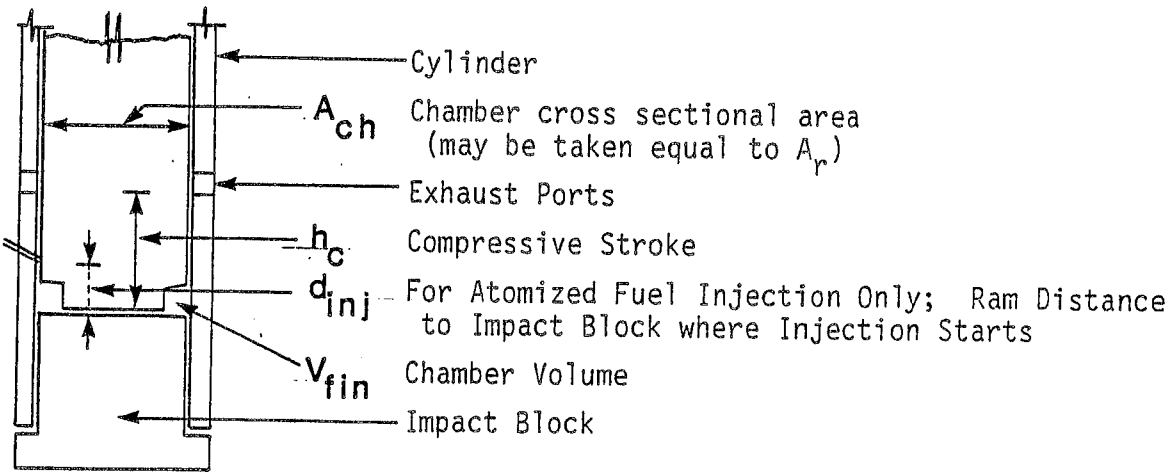 Cylinder
A_ch Chamber cross sectional area
(may be taken equal to A_r)
Exhaust Ports
h_c Compressive Stroke
d_inj For Atomized Fuel Injection Only; Ram Distance
to Impact Block where Injection Starts
V_fin Chamber Volume
Impact Block